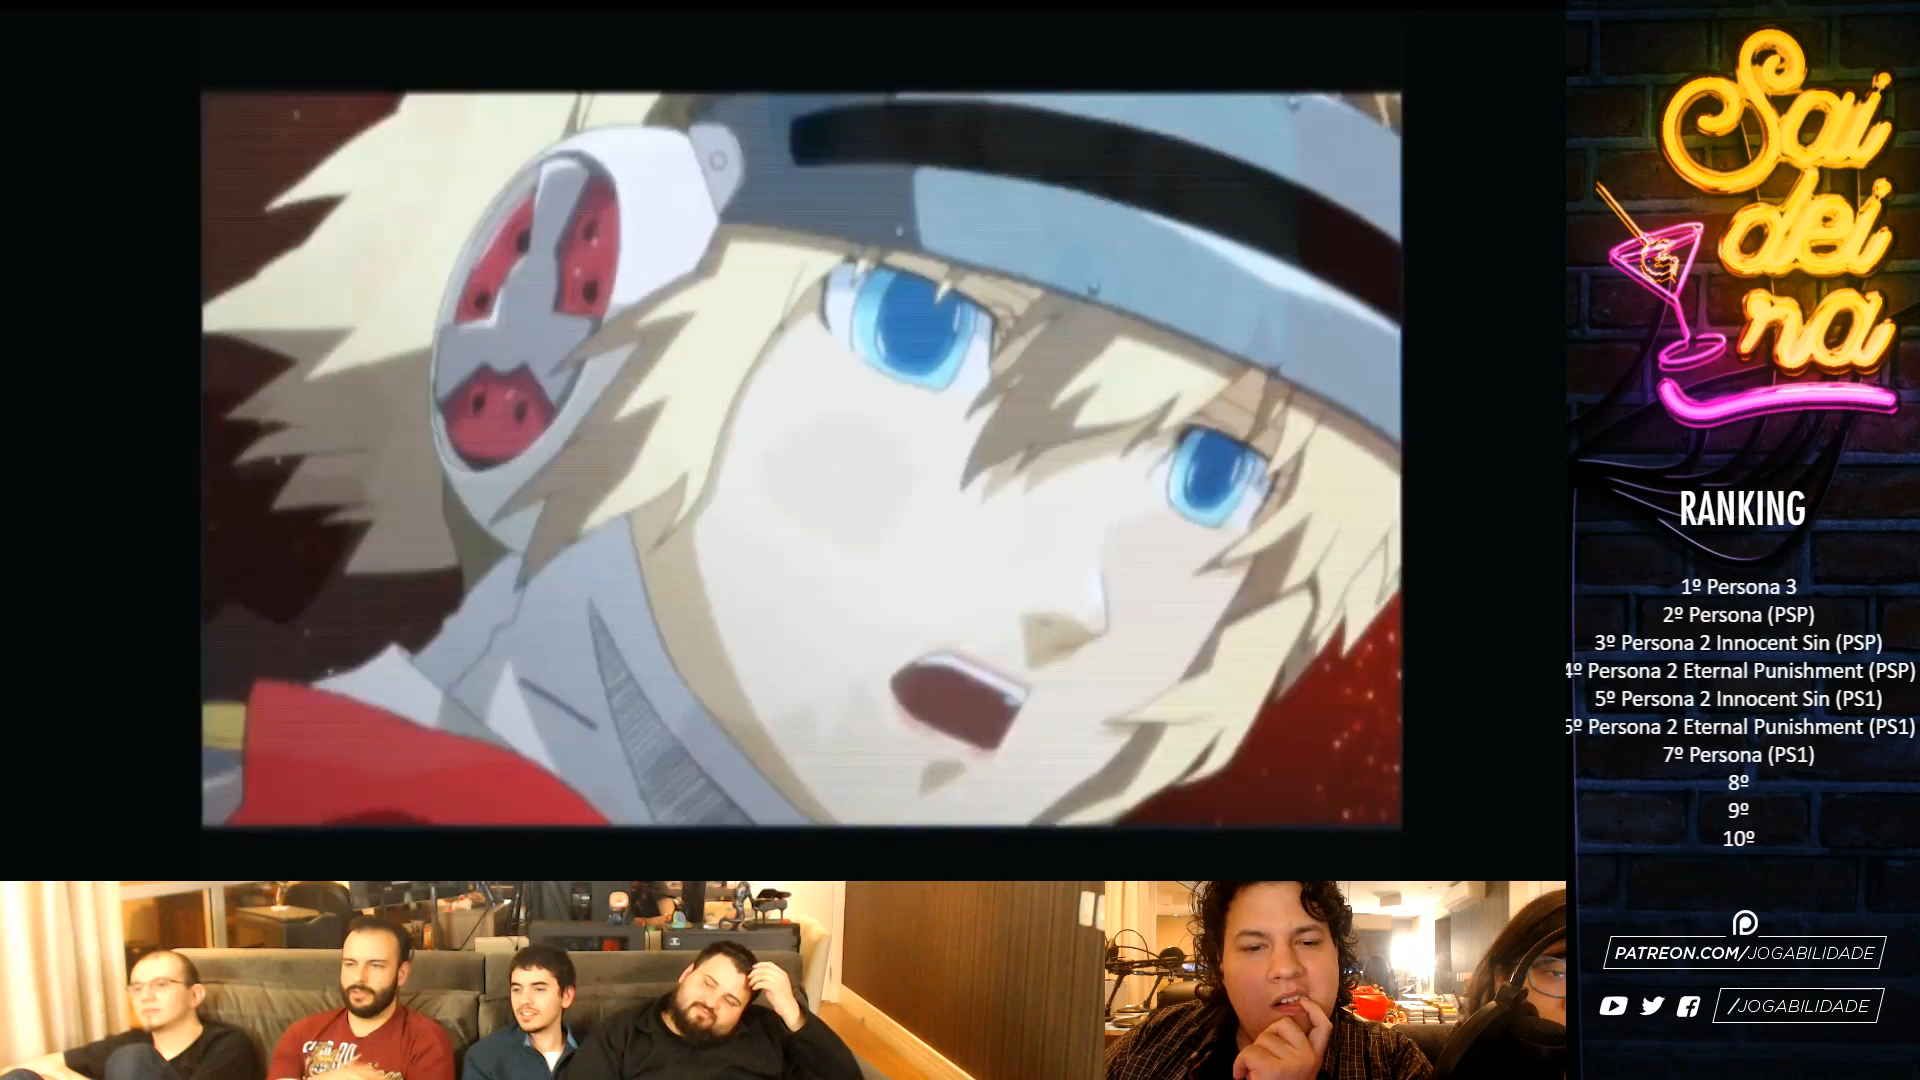 Sai
dei
ra
RANKING
1º Persona 3
2º Persona (PSP)
3º Persona 2 Innocent Sin (PSP)
4º Persona 2 Eternal Punishment (PSP)
5º Persona 2 Innocent Sin (PS1)
6º Persona 2 Eternal Punishment (PS1)
7º Persona (PS1)
8º
9º
10º
PATREON.COM/JOGABILIDADE
/JOGABILIDADE